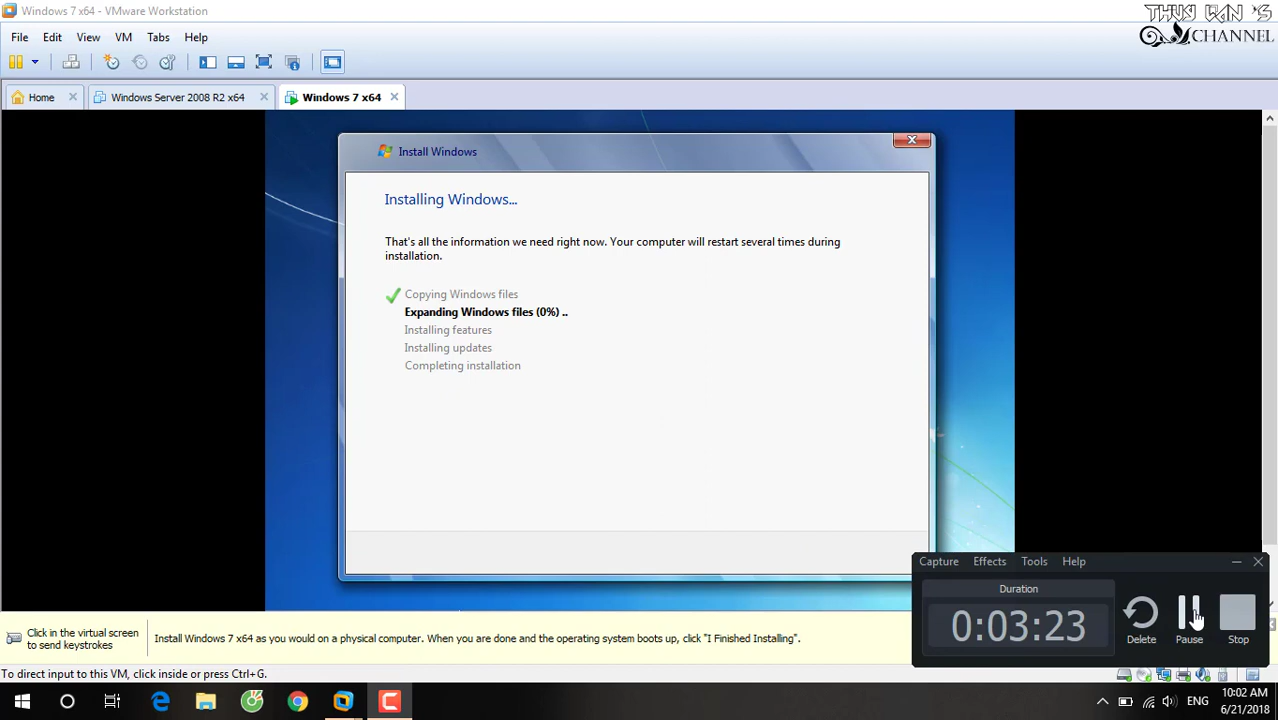 Windows 7 x64 - VMware Workstation
THUY WIN 'S
CHANNEL
File Edit View VM Tabs Help
Home Windows Server 2008 R2 x64 Windows 7 x64
Install Windows
Installing Windows...
That's all the information we need right now. Your computer will restart several times during
installation.
Copying Windows files
Expanding Windows files (0%) ..
Installing features
Installing updates
Completing installation
Capture Effects Tools Help
Duration
0:03:23
Delete Pause Stop
Click in the virtual screen
to send keystrokes
Install Windows 7 x64 as you would on a physical computer. When you are done and the operating system boots up, click "I Finished Installing".
To direct input to this VM, click inside or press Ctrl+G.
ENG
10:02 AM
6/21/2018